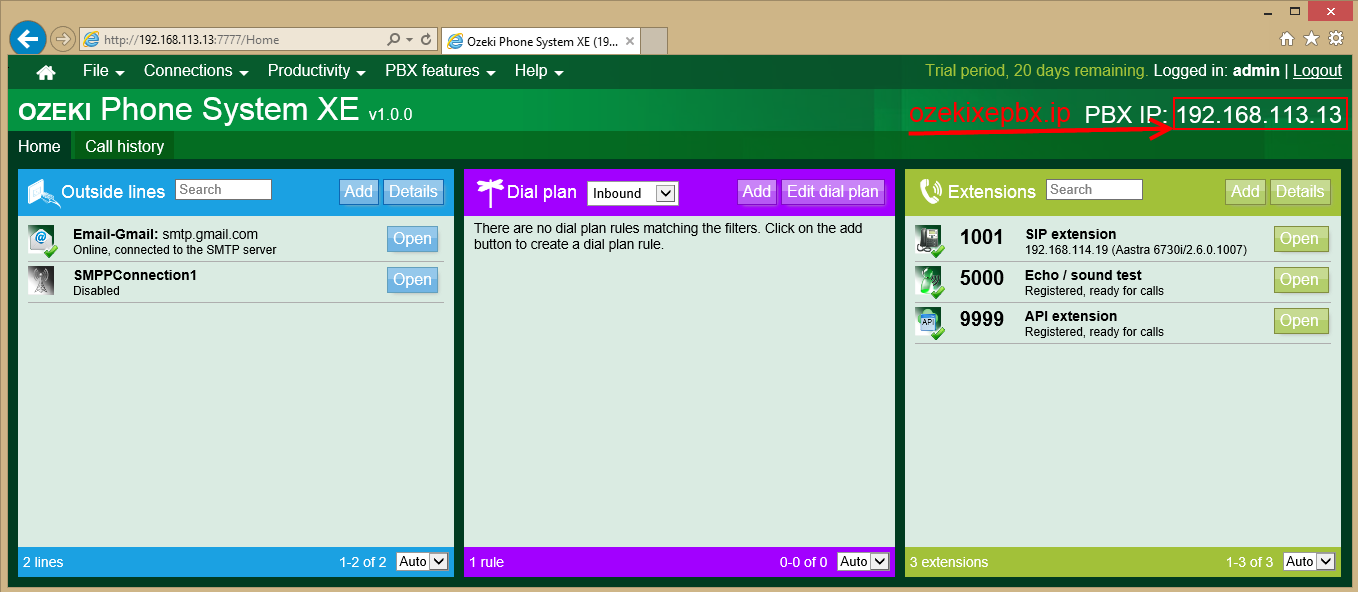 http://192.168.113.13:7777/Home
Ozeki Phone System XE (19...
File Connections Productivity PBX features Help
Trial period, 20 days remaining. Logged in: admin | Logout
OZEKI Phone System XE v1.0.0
ozekixepbx.ip PBX IP: 192.168.113.13
Home Call history
Outside lines Search Add Details
Email-Gmail: smtp.gmail.com
Online, connected to the SMTP server
Open
SMPPConnection1
Disabled
Open
2 lines 1-2 of 2 Auto
Dial plan Inbound Add Edit dial plan
There are no dial plan rules matching the filters. Click on the add
button to create a dial plan rule.
1 rule 0-0 of 0 Auto
Extensions Search Add Details
1001 SIP extension
192.168.114.19 (Aastra 6730i/2.6.0.1007)
Open
5000 Echo / sound test
Registered, ready for calls
Open
API
9999 API extension
Registered, ready for calls
Open
3 extensions 1-3 of 3 Auto